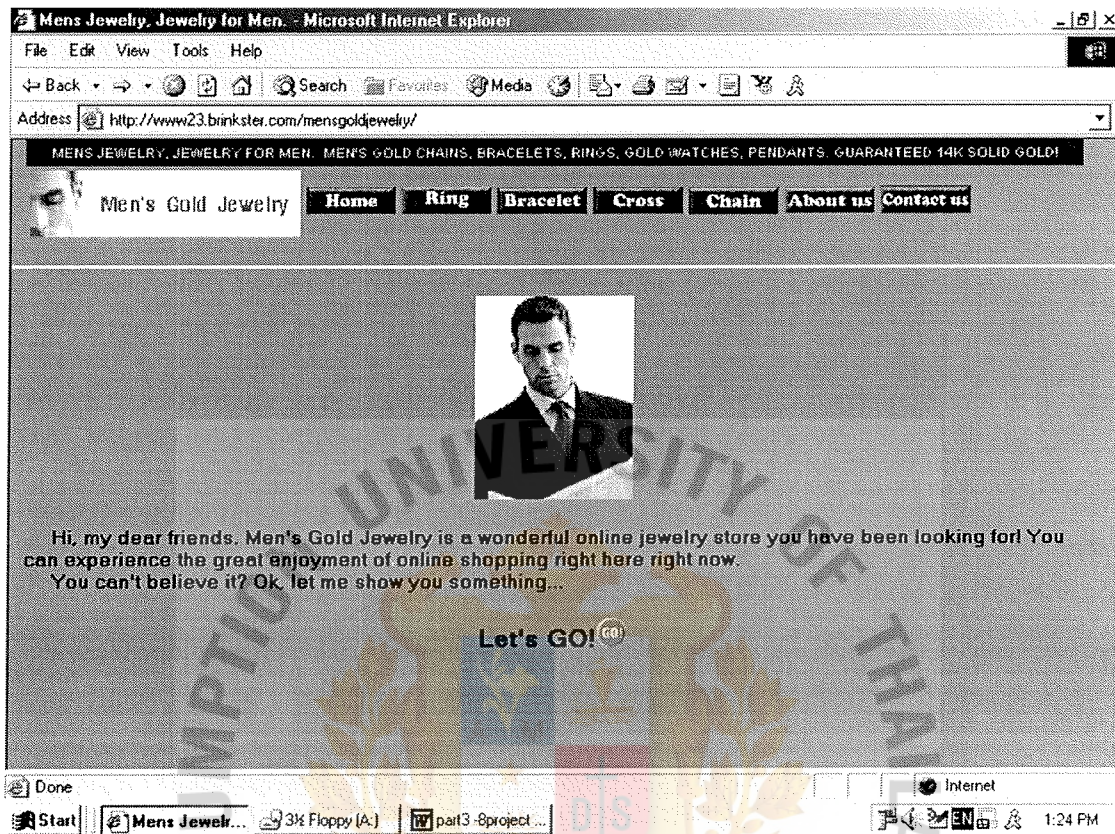 Mens Jewelry, Jewelry for Men. - Microsoft Internet Explorer
File Edit View Tools Help
Back Search Favorites Media
Address http://www23.brinkster.com/mensgoldjewelry/
MENS JEWELRY, JEWELRY FOR MEN. MEN'S GOLD CHAINS, BRACELETS, RINGS, GOLD WATCHES, PENDANTS. GUARANTEED 14K SOLID GOLD!
Men's Gold Jewelry Home Ring Bracelet Cross Chain About us Contact us
Hi, my dear friends. Men's Gold Jewelry is a wonderful online jewelry store you have been looking for! You
can experience the great enjoyment of online shopping right here right now.
You can't believe it? Ok, let me show you something...
Let's GO! GO!
UMPTION UNIVERSITY OF THAILE
D S
Done Internet
Start Mens Jewelr... 3½ Floppy (A:) part3 -8project ... EN 1:24 PM